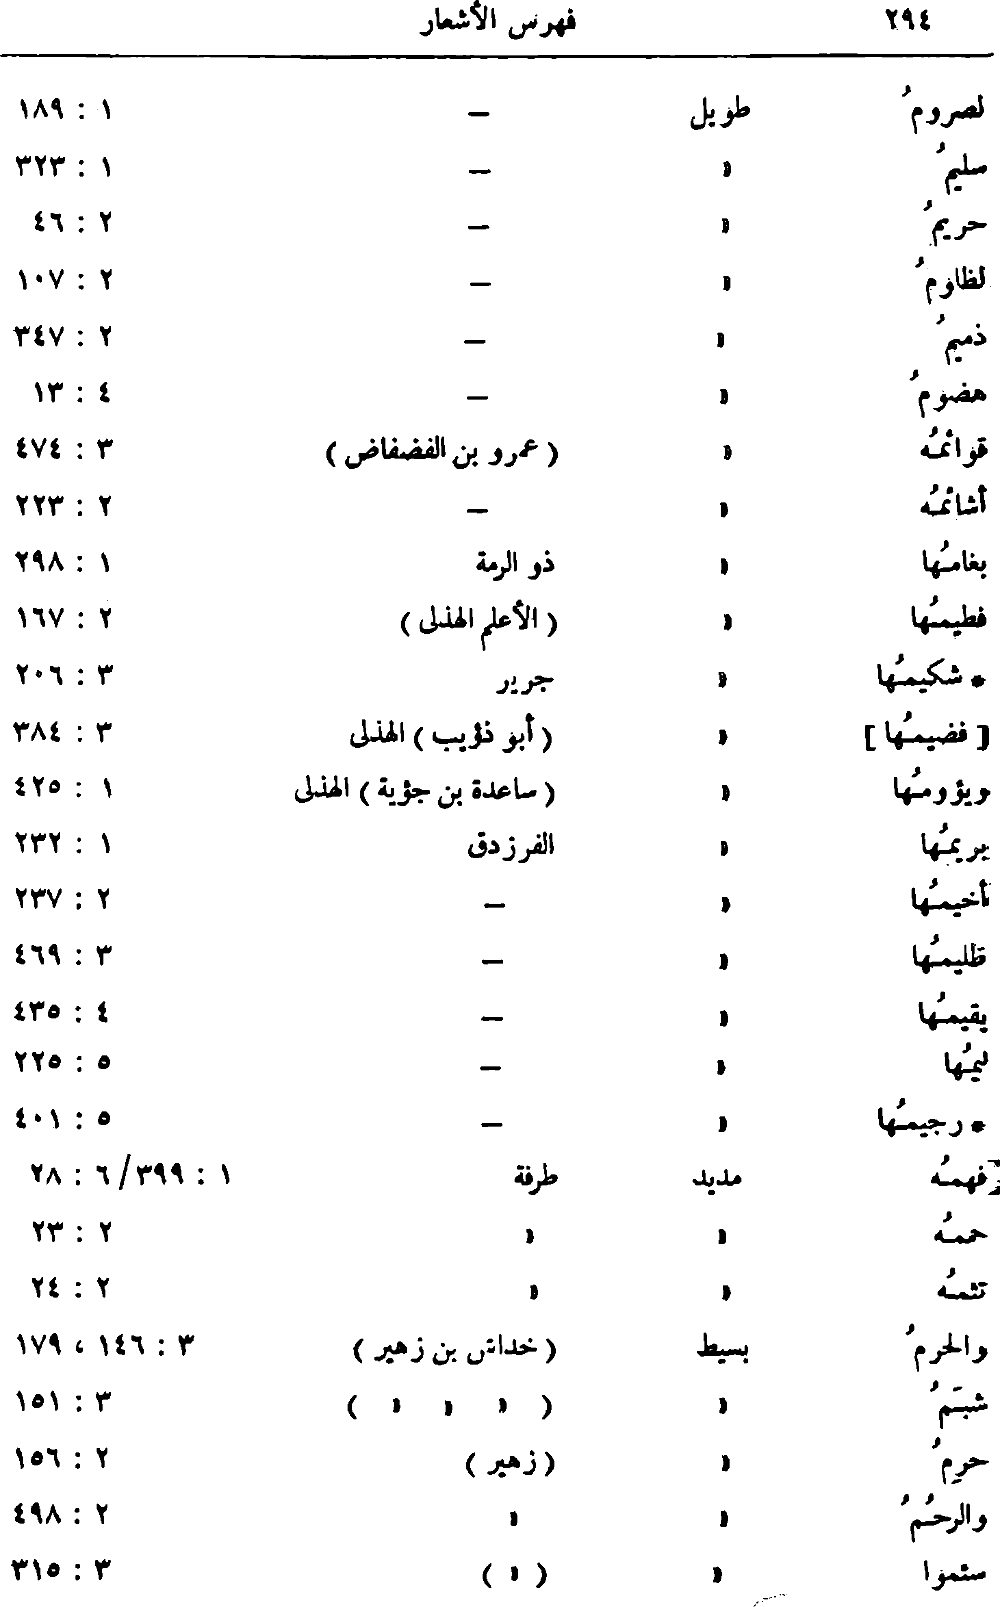 ٢٩٤ فهرس الأشعار
لصرومُ طويل — ١ : ١٨٩
سليمُ » — ١ : ٣٢٣
حريمُ » — ٢ : ٤٦
لظلومُ » — ٢ : ١٠٧
ذميمُ » — ٢ : ٣٤٧
هضومُ » — ٤ : ١٣
قوائمُه » ( عمرو بن الفضفاض ) ٣ : ٤٧٤
أشائمُه » — ٢ : ٢٢٣
بغامُها » ذو الرمة ١ : ٢٩٨
فطيمُها » ( الأعلم الهذلى ) ٢ : ١٦٧
* شكيمُها » جرير ٣ : ٢٠٦
[ فضيمُها ] » ( أبو ذؤيب ) الهذلى ٣ : ٣٨٤
ويؤومُها » ( ساعدة بن جؤية ) الهذلى ١ : ٤٢٥
بريمُها » الفرزدق ١ : ٢٣٢
أخيمُها » — ٢ : ٢٣٧
ظليمُها » — ٣ : ٤٦٩
يقيمُها » — ٤ : ٤٣٥
ليمُها » — ٥ : ٢٢٥
* رجيمُها » — ٥ : ٤٠١
فهمُه مديد طرفة ١ : ٣٩٩/٦ : ٢٨
حممُه » » ٢ : ٢٣
تثمُه » » ٢ : ٢٤
والحرمُ بسيط ( خداش بن زهير ) ٣ : ١٤٦ ، ١٧٩
شبَمُ » ( » » » ) ٣ : ١٥١
حرِمُ » ( زهير ) ٢ : ١٥٦
والرحُمُ » » ٢ : ٤٩٨
سئموا » ( » ) ٣ : ٣١٥